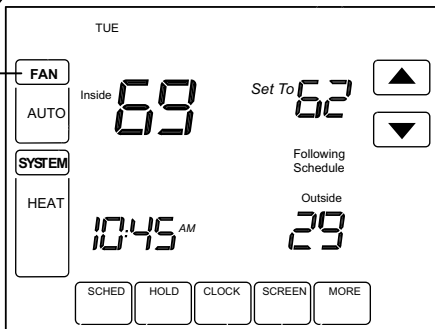 TUE
FAN
AUTO
Inside 69
Set To 62
SYSTEM
HEAT
Following
Schedule
Outside
29
10:45 AM
SCHED HOLD CLOCK SCREEN MORE